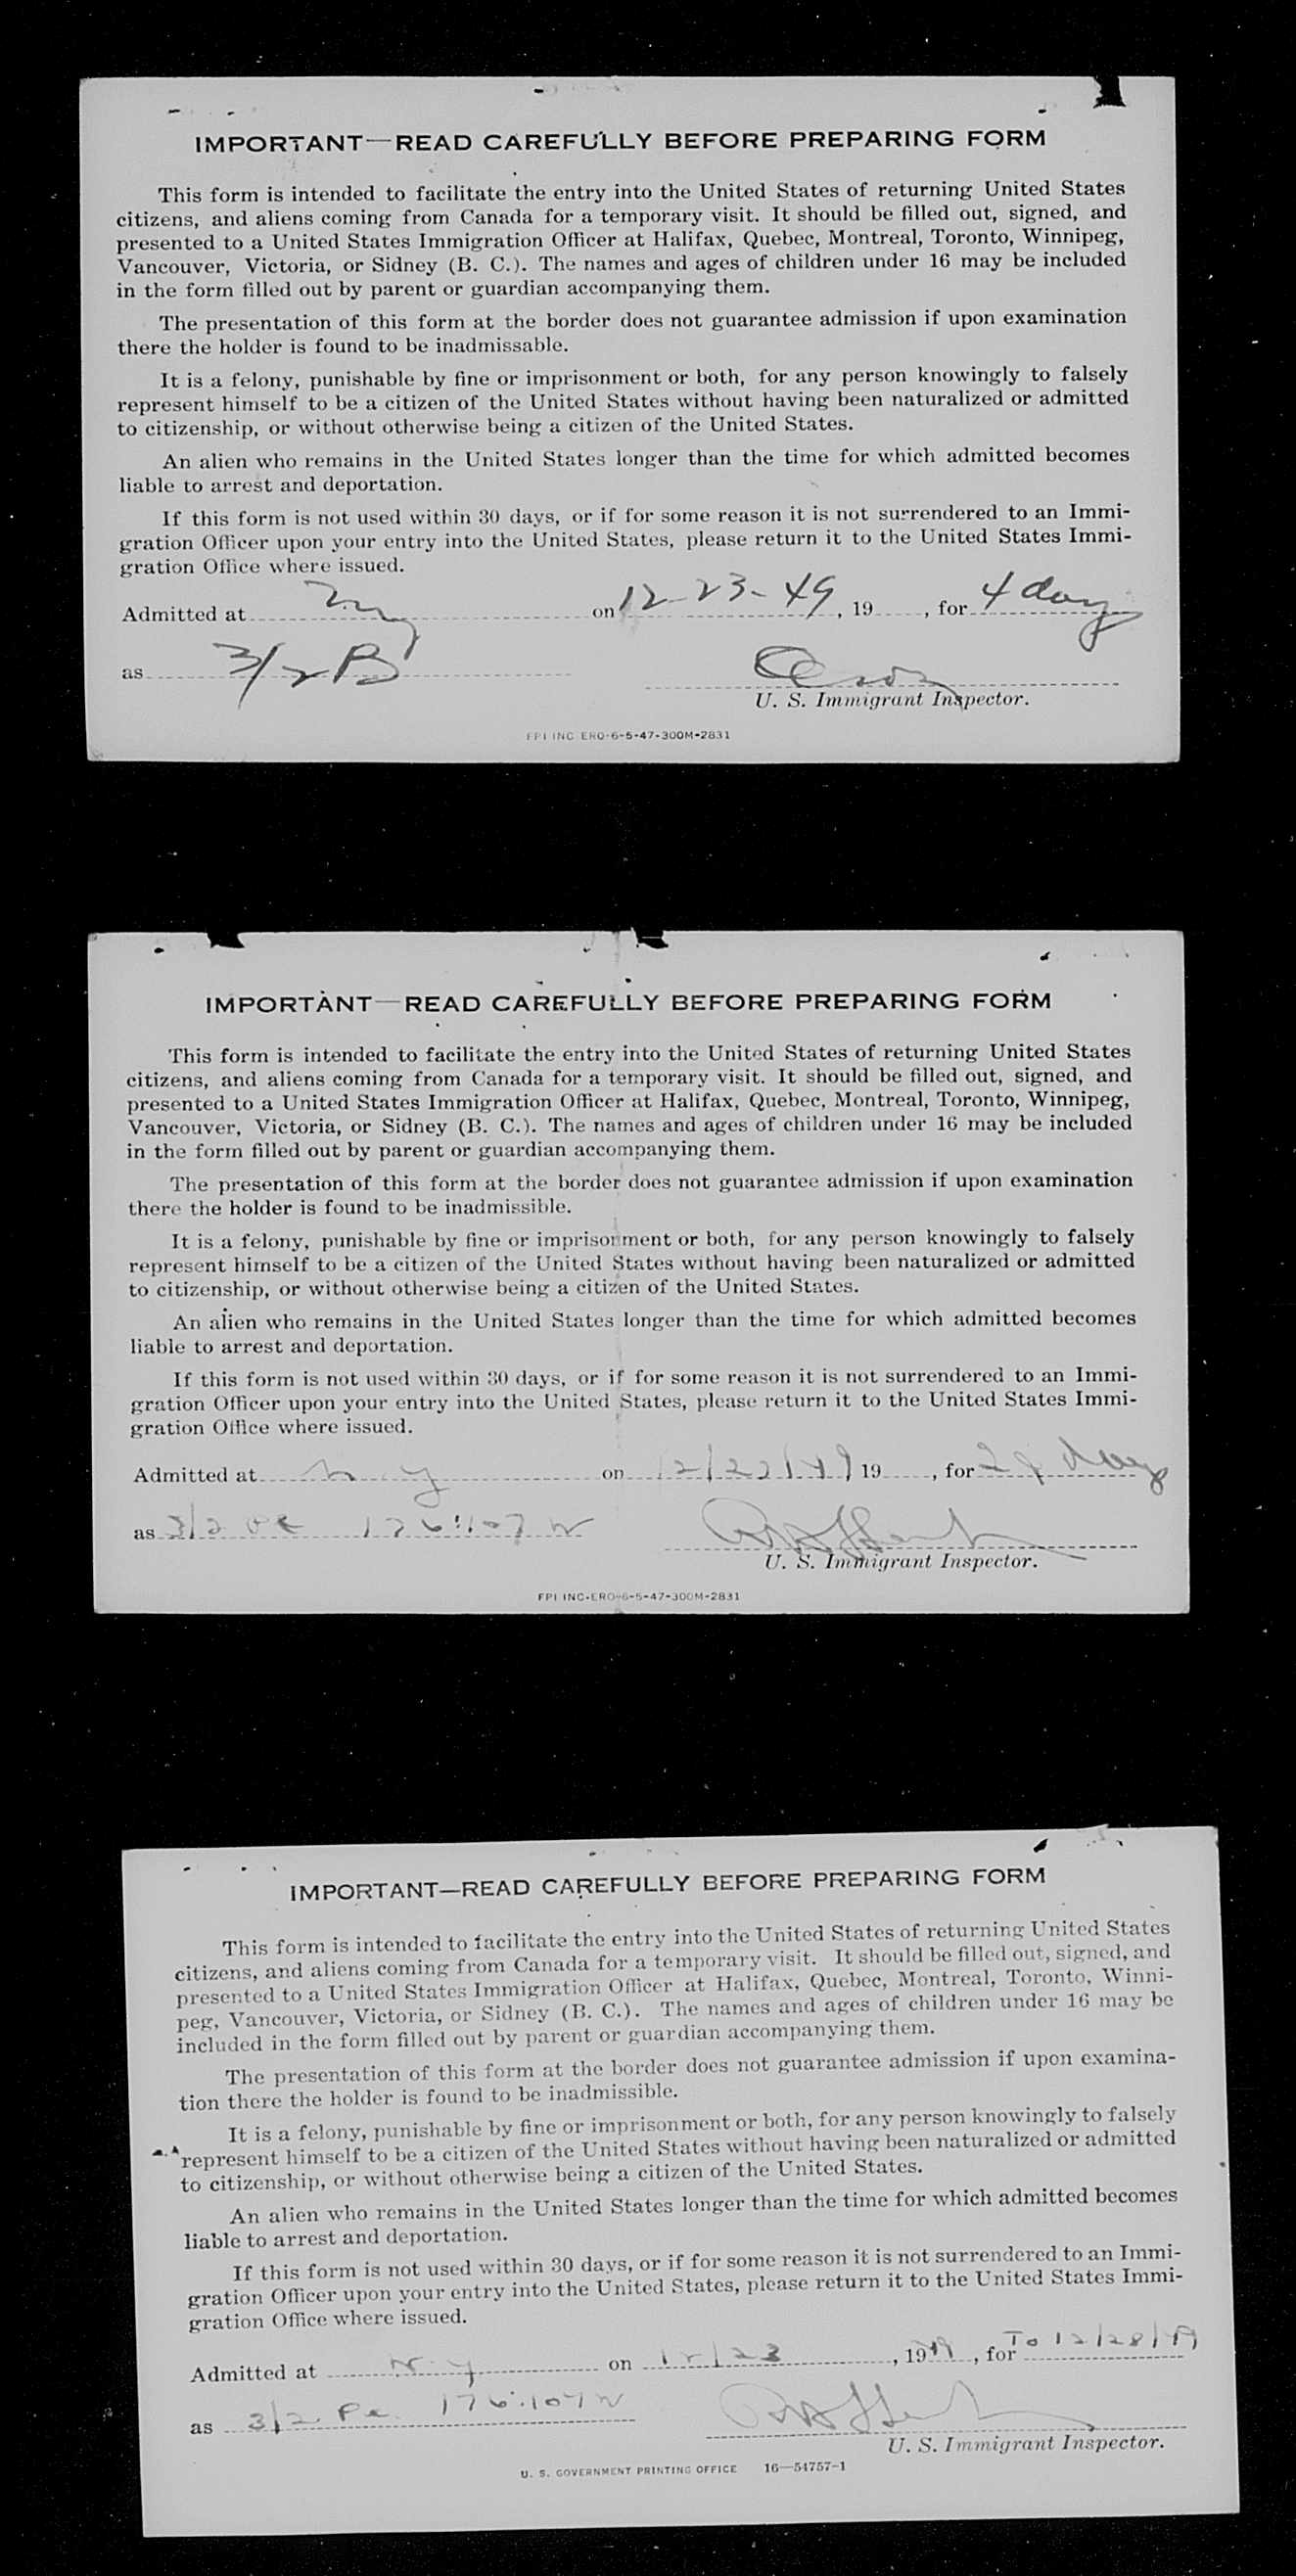 IMPORTANT—READ CAREFULLY BEFORE PREPARING FORM
This form is intended to facilitate the entry into the United States of returning United States
citizens, and aliens coming from Canada for a temporary visit. It should be filled out, signed, and
presented to a United States Immigration Officer at Halifax, Quebec, Montreal, Toronto, Winnipeg,
Vancouver, Victoria, or Sidney (B. C.). The names and ages of children under 16 may be included
in the form filled out by parent or guardian accompanying them.
The presentation of this form at the border does not guarantee admission if upon examination
there the holder is found to be inadmissable.
It is a felony, punishable by fine or imprisonment or both, for any person knowingly to falsely
represent himself to be a citizen of the United States without having been naturalized or admitted
to citizenship, or without otherwise being a citizen of the United States.
An alien who remains in the United States longer than the time for which admitted becomes
liable to arrest and deportation.
If this form is not used within 30 days, or if for some reason it is not surrendered to an Immi-
gration Officer upon your entry into the United States, please return it to the United States Immi-
gration Office where issued.
Admitted at NY on 12-23-49, 19 , for 4 days
as 3/2 B
U. S. Immigrant Inspector.
FPI INC ERO-6-5-47-300M-2831
IMPORTANT—READ CAREFULLY BEFORE PREPARING FORM
This form is intended to facilitate the entry into the United States of returning United States
citizens, and aliens coming from Canada for a temporary visit. It should be filled out, signed, and
presented to a United States Immigration Officer at Halifax, Quebec, Montreal, Toronto, Winnipeg,
Vancouver, Victoria, or Sidney (B. C.). The names and ages of children under 16 may be included
in the form filled out by parent or guardian accompanying them.
The presentation of this form at the border does not guarantee admission if upon examination
there the holder is found to be inadmissible.
It is a felony, punishable by fine or imprisonment or both, for any person knowingly to falsely
represent himself to be a citizen of the United States without having been naturalized or admitted
to citizenship, or without otherwise being a citizen of the United States.
An alien who remains in the United States longer than the time for which admitted becomes
liable to arrest and deportation.
If this form is not used within 30 days, or if for some reason it is not surrendered to an Immi-
gration Officer upon your entry into the United States, please return it to the United States Immi-
gration Office where issued.
Admitted at N Y on 19 , for days
as 3/2 176:107 W
U. S. Immigrant Inspector.
FPI INC-ERO-6-5-47-300M-2831
IMPORTANT—READ CAREFULLY BEFORE PREPARING FORM
This form is intended to facilitate the entry into the United States of returning United States
citizens, and aliens coming from Canada for a temporary visit. It should be filled out, signed, and
presented to a United States Immigration Officer at Halifax, Quebec, Montreal, Toronto, Winni-
peg, Vancouver, Victoria, or Sidney (B. C.). The names and ages of children under 16 may be
included in the form filled out by parent or guardian accompanying them.
The presentation of this form at the border does not guarantee admission if upon examina-
tion there the holder is found to be inadmissible.
It is a felony, punishable by fine or imprisonment or both, for any person knowingly to falsely
represent himself to be a citizen of the United States without having been naturalized or admitted
to citizenship, or without otherwise being a citizen of the United States.
An alien who remains in the United States longer than the time for which admitted becomes
liable to arrest and deportation.
If this form is not used within 30 days, or if for some reason it is not surrendered to an Immi-
gration Officer upon your entry into the United States, please return it to the United States Immi-
gration Office where issued.
Admitted at N. Y on 12/23, 1949, for To 12/28/49
as 3/2 176:107 W
U. S. Immigrant Inspector.
U. S. GOVERNMENT PRINTING OFFICE 16—54757-1